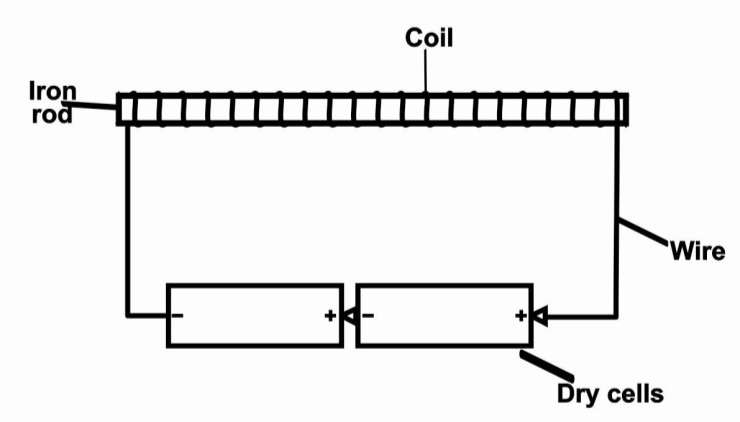 Coil
Iron
rod
Wire
- + - +
Dry cells